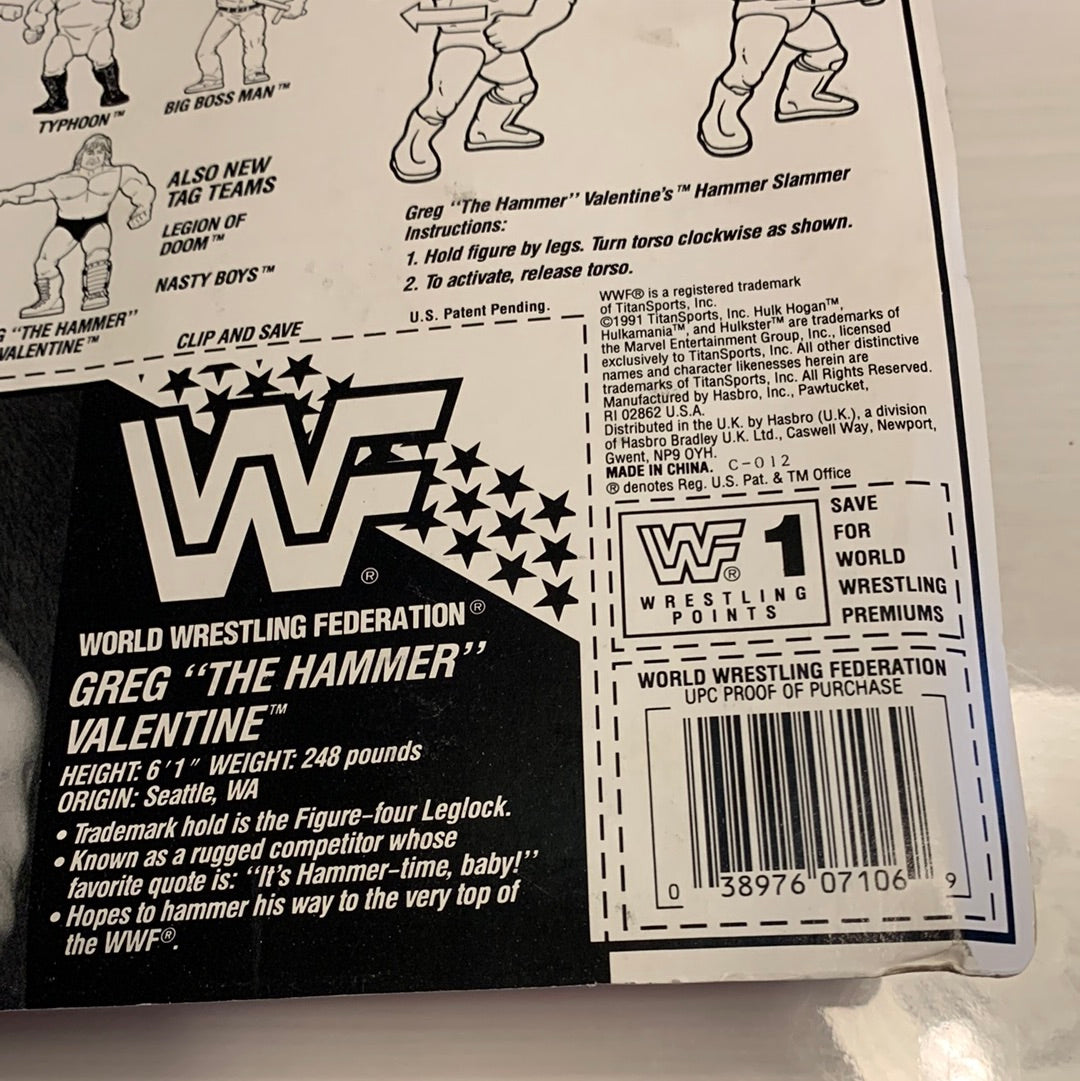 TYPHOON™
BIG BOSS MAN™
"THE HAMMER"
VALENTINE™
ALSO NEW
TAG TEAMS
LEGION OF
DOOM™
NASTY BOYS™
CLIP AND SAVE
Greg "The Hammer" Valentine's™ Hammer Slammer
Instructions:
1. Hold figure by legs. Turn torso clockwise as shown.
2. To activate, release torso.
U.S. Patent Pending.
WWF® is a registered trademark
of TitanSports, Inc.
©1991 TitanSports, Inc. Hulk Hogan™,
Hulkamania™, and Hulkster™ are trademarks of
the Marvel Entertainment Group, Inc., licensed
exclusively to TitanSports, Inc. All other distinctive
names and character likenesses herein are
trademarks of TitanSports, Inc. All Rights Reserved.
Manufactured by Hasbro, Inc., Pawtucket,
RI 02862 U.S.A.
Distributed in the U.K. by Hasbro (U.K.), a division
of Hasbro Bradley U.K. Ltd., Caswell Way, Newport,
Gwent, NP9 0YH.
MADE IN CHINA. C-012
® denotes Reg. U.S. Pat. & TM Office
WF®
WORLD WRESTLING FEDERATION®
GREG "THE HAMMER"
VALENTINE™
HEIGHT: 6'1" WEIGHT: 248 pounds
ORIGIN: Seattle, WA
• Trademark hold is the Figure-four Leglock.
• Known as a rugged competitor whose
favorite quote is: "It's Hammer-time, baby!"
• Hopes to hammer his way to the very top of
the WWF®.
WF® 1
WRESTLING
POINTS
SAVE
FOR
WORLD
WRESTLING
PREMIUMS
WORLD WRESTLING FEDERATION
UPC PROOF OF PURCHASE
0 38976 07106 9